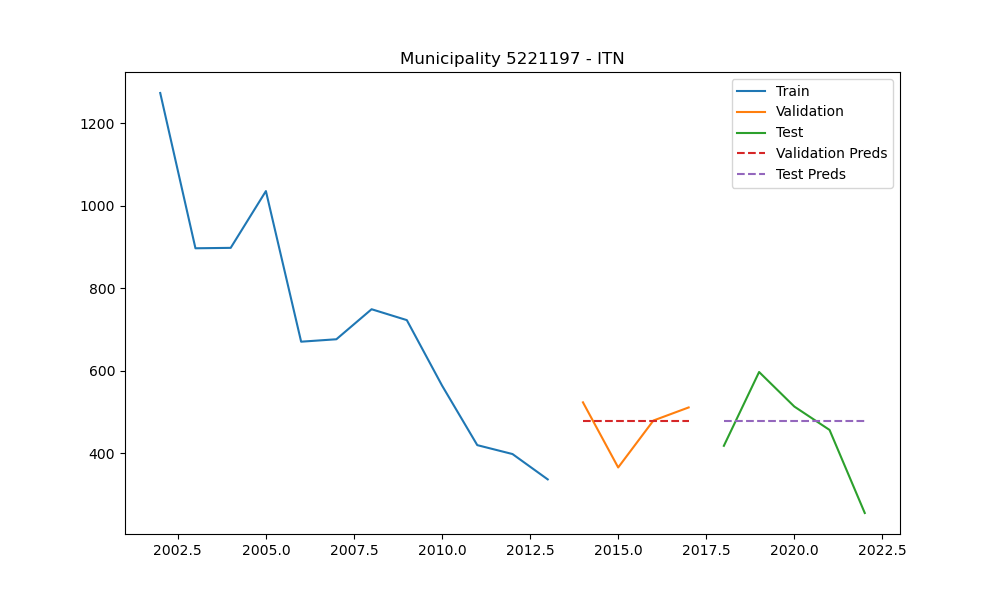 Municipality 5221197 - ITN
Train
Validation
Test
Validation Preds
Test Preds
1200
1000
800
600
400
2002.5 2005.0 2007.5 2010.0 2012.5 2015.0 2017.5 2020.0 2022.5